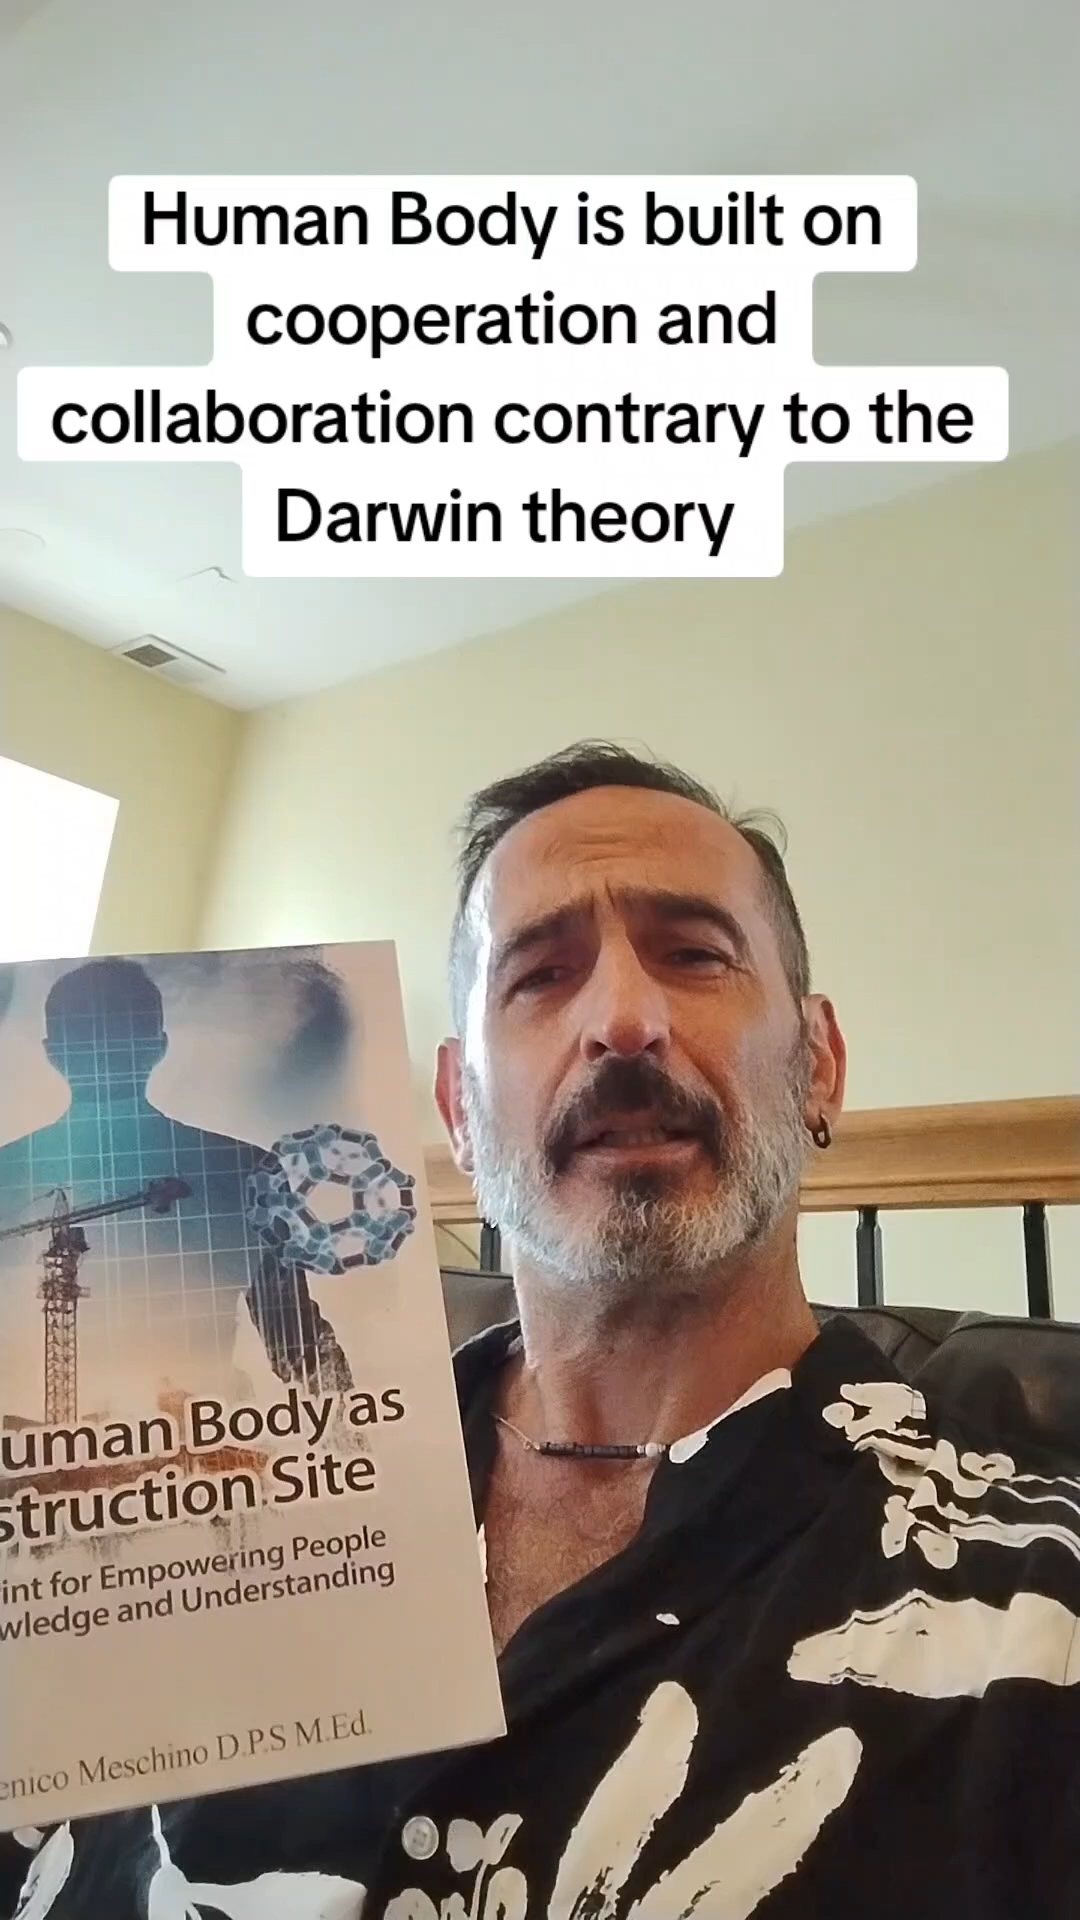 Human Body is built on
cooperation and
collaboration contrary to the
Darwin theory
uman Body as
struction Site
int for Empowering People
wledge and Understanding
enico Meschino D.P.S M.Ed.